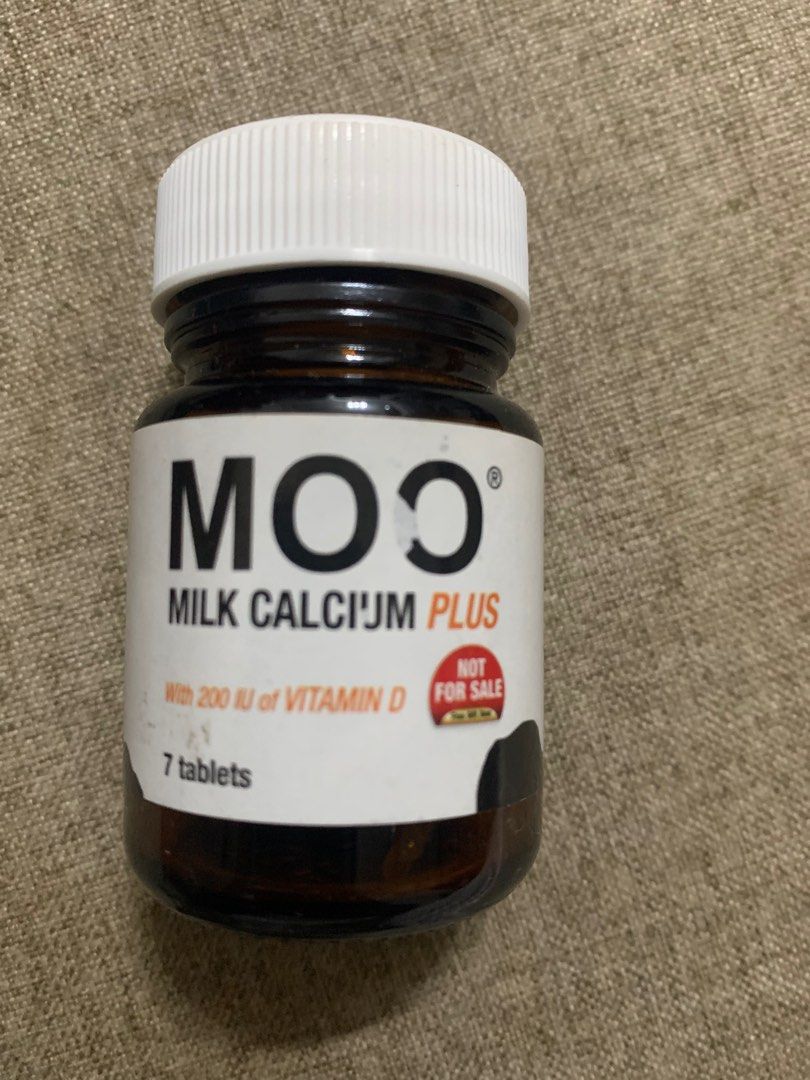 MOO®
MILK CALCIUM PLUS
With 200 IU of VITAMIN D
NOT
FOR SALE
7 tablets